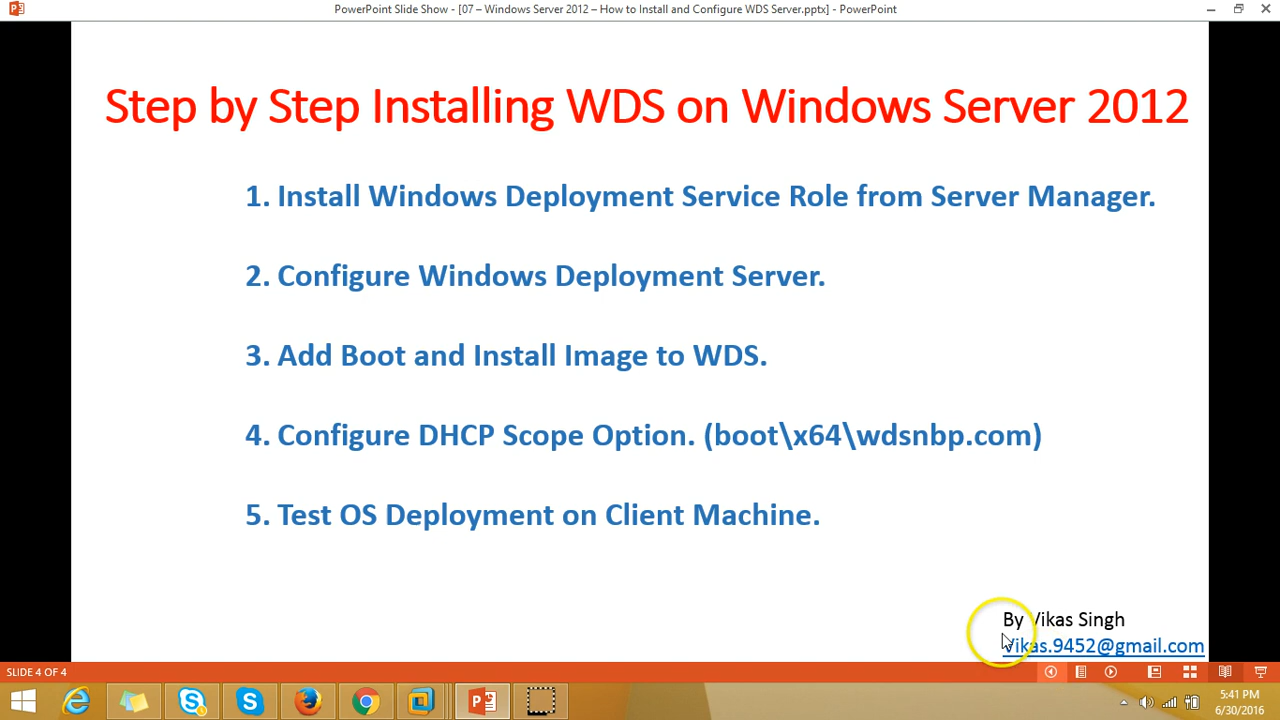 PowerPoint Slide Show - [07 – Windows Server 2012 – How to Install and Configure WDS Server.pptx] - PowerPoint
Step by Step Installing WDS on Windows Server 2012
1. Install Windows Deployment Service Role from Server Manager.
2. Configure Windows Deployment Server.
3. Add Boot and Install Image to WDS.
4. Configure DHCP Scope Option. (boot\x64\wdsnbp.com)
5. Test OS Deployment on Client Machine.
By Vikas Singh
Vikas.9452@gmail.com
SLIDE 4 OF 4
5:41 PM
6/30/2016